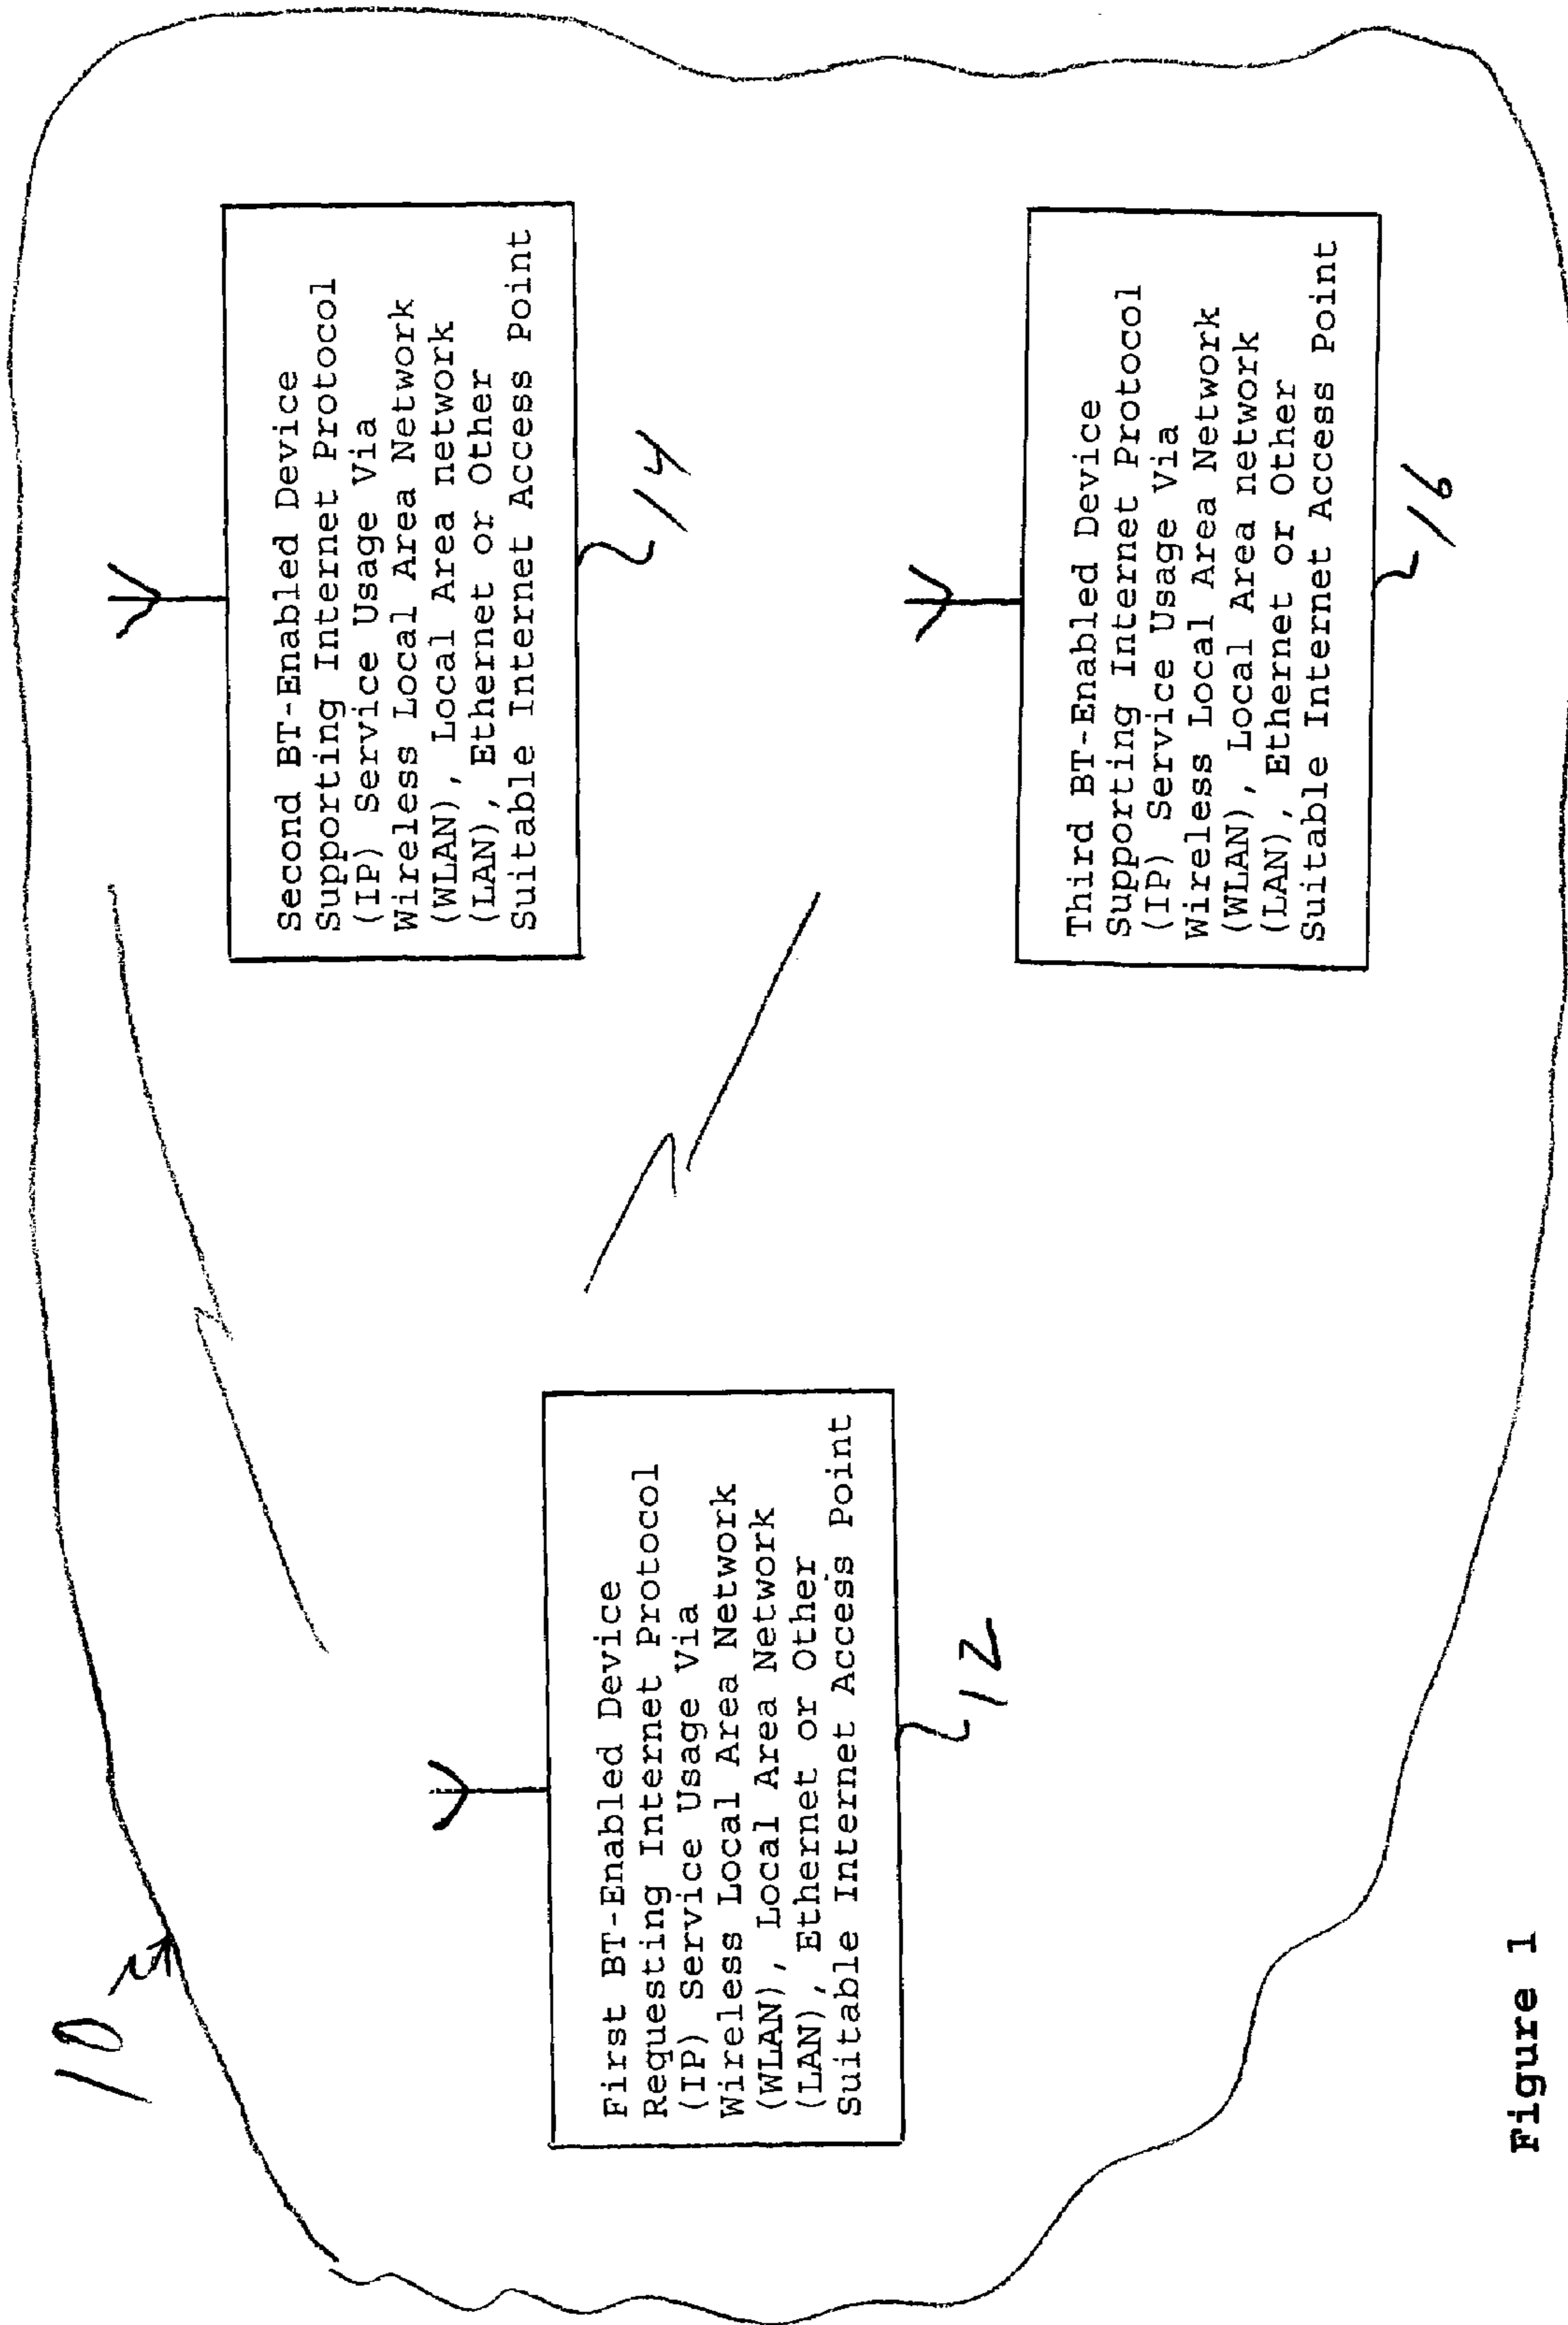 10
First BT-Enabled Device
Requesting Internet Protocol
(IP) Service Usage Via
Wireless Local Area Network
(WLAN), Local Area Network
(LAN), Ethernet or Other
Suitable Internet Access Point
12
Second BT-Enabled Device
Supporting Internet Protocol
(IP) Service Usage Via
Wireless Local Area Network
(WLAN), Local Area network
(LAN), Ethernet or Other
Suitable Internet Access Point
14
Third BT-Enabled Device
Supporting Internet Protocol
(IP) Service Usage Via
Wireless Local Area Network
(WLAN), Local Area network
(LAN), Ethernet or Other
Suitable Internet Access Point
16
Figure 1